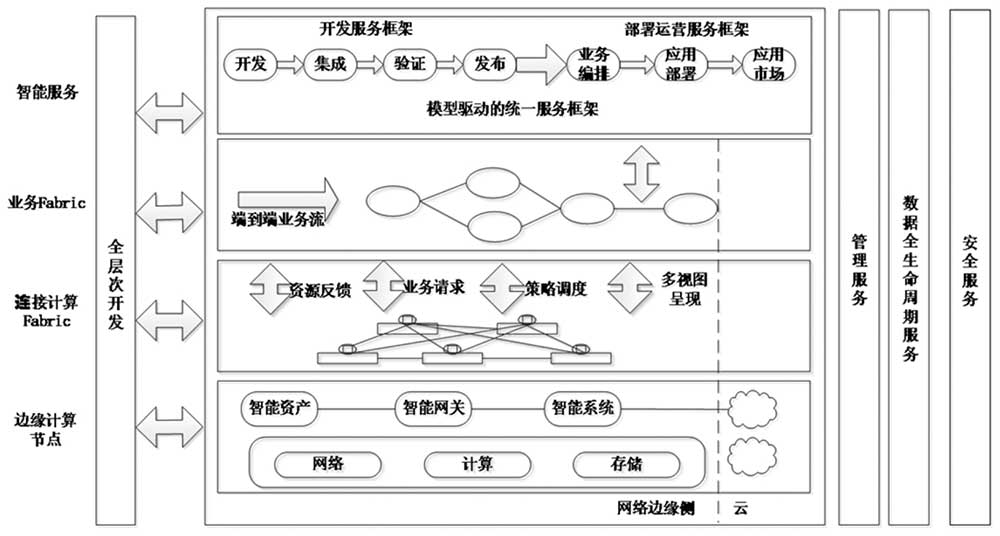 开发服务框架
部署运营服务框架
开发
集成
验证
发布
业务
编排
应用
部署
应用
市场
模型驱动的统一服务框架
智能服务
业务Fabric
端到端业务流
连接计算
Fabric
资源反馈
业务请求
策略调度
多视图
呈现
边缘计算
节点
智能资产
智能网关
智能系统
网络
计算
存储
网络边缘侧
云
全层次开发
管理服务
数据全生命周期服务
安全服务